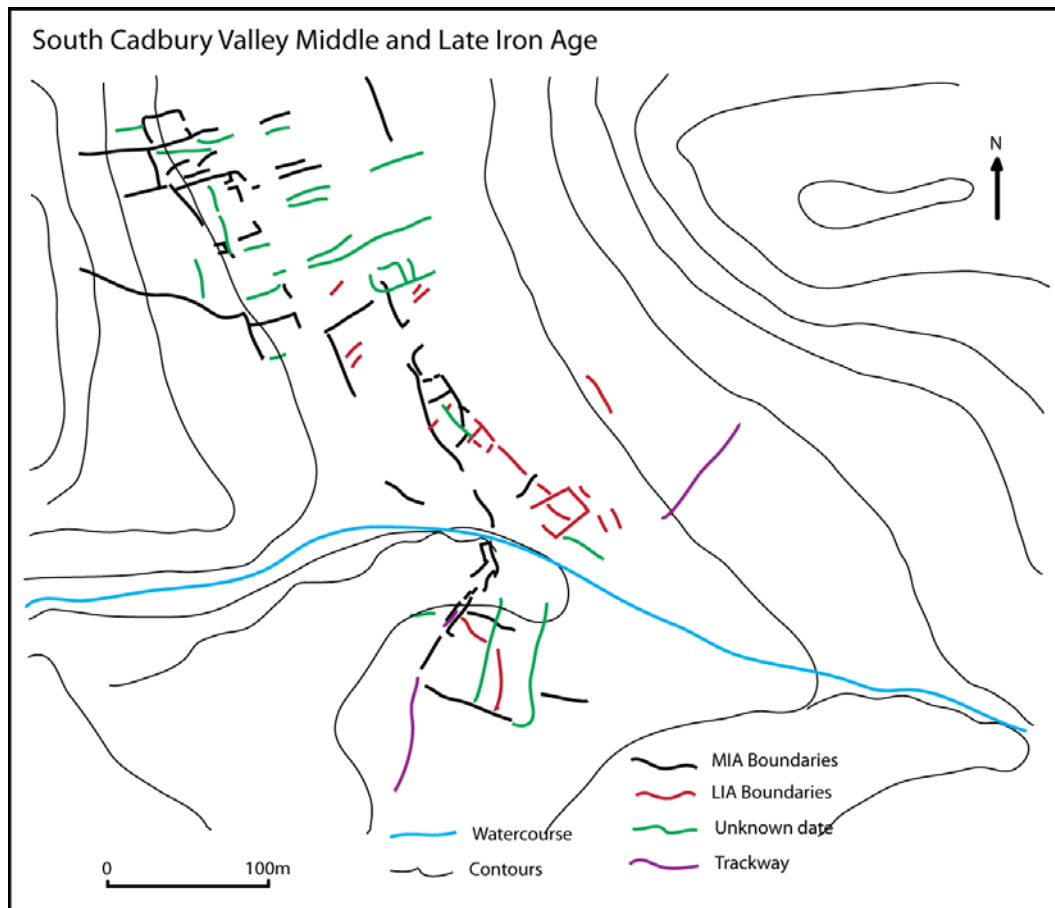 South Cadbury Valley Middle and Late Iron Age
N
MIA Boundaries
LIA Boundaries
Watercourse
Unknown date
Contours
Trackway
0 100m